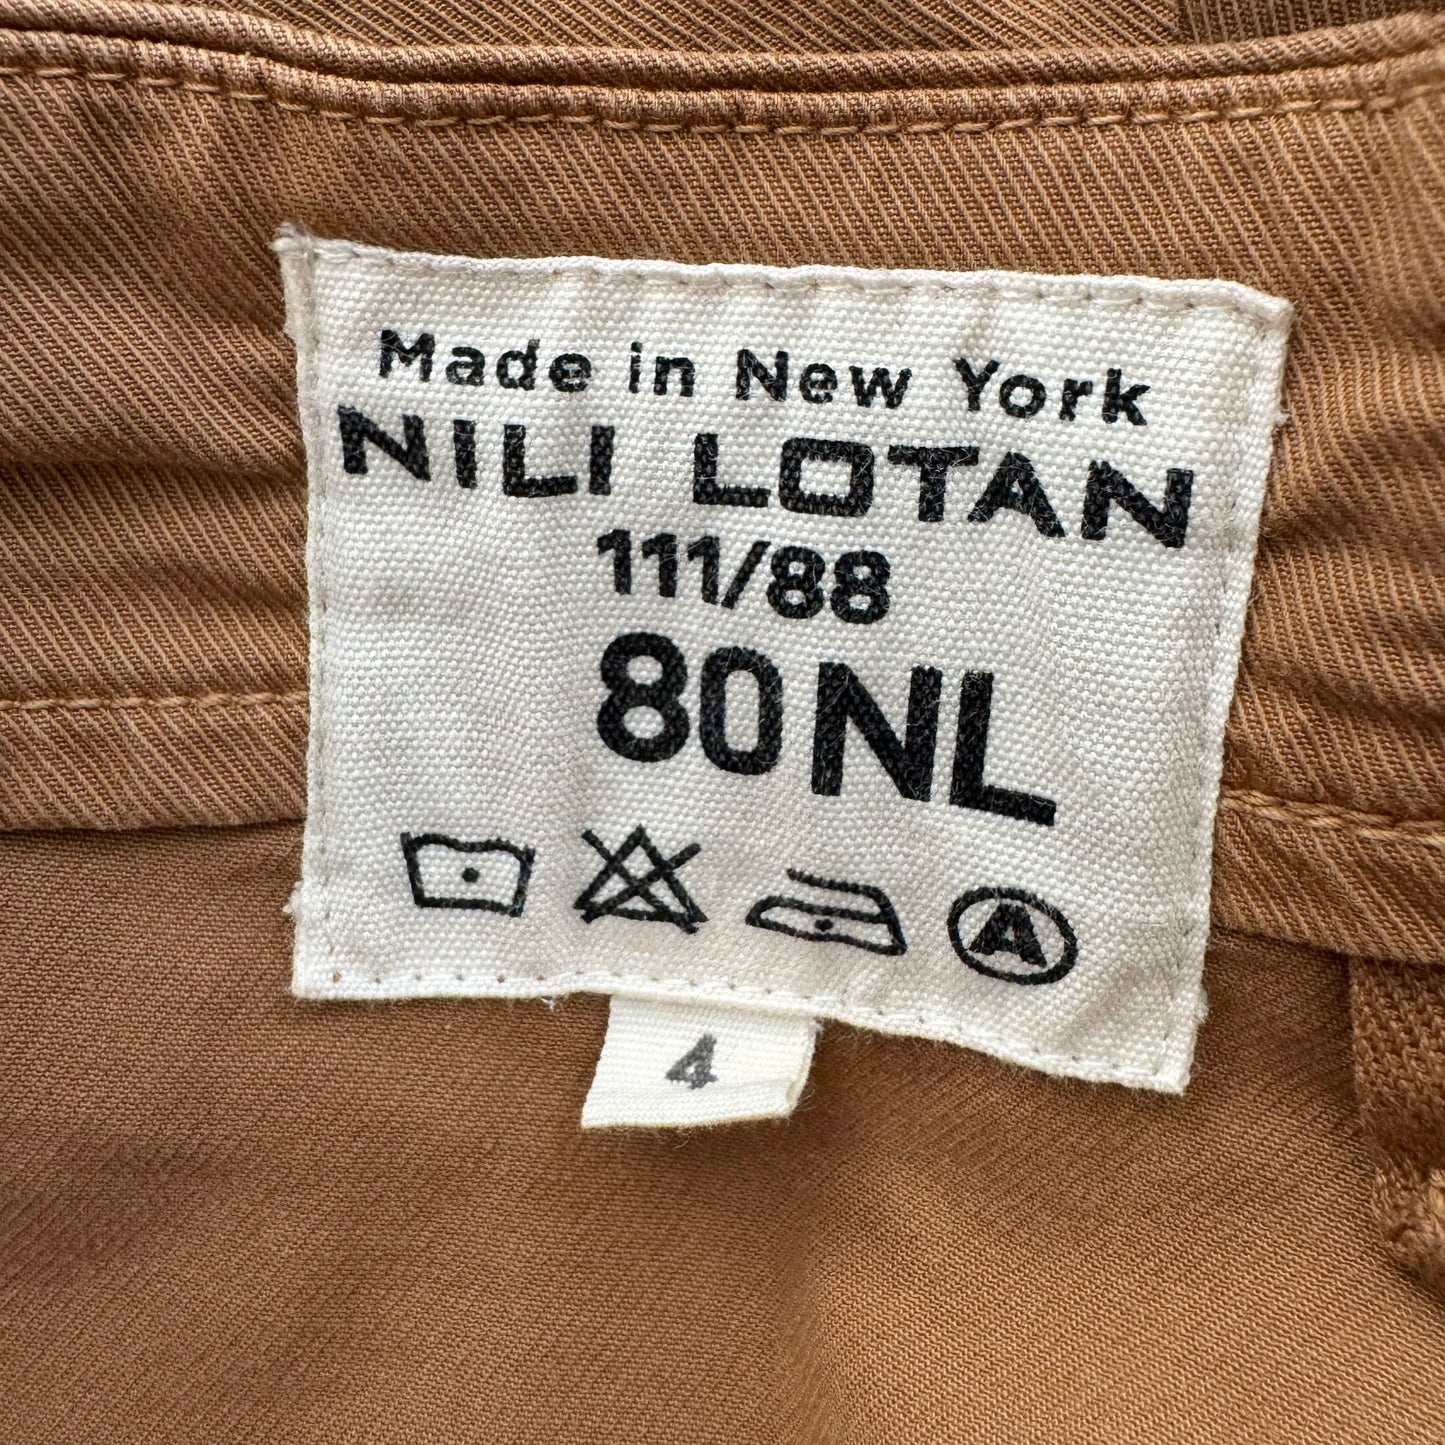 Made in New York
NILI LOTAN
111/88
80NL
A
4